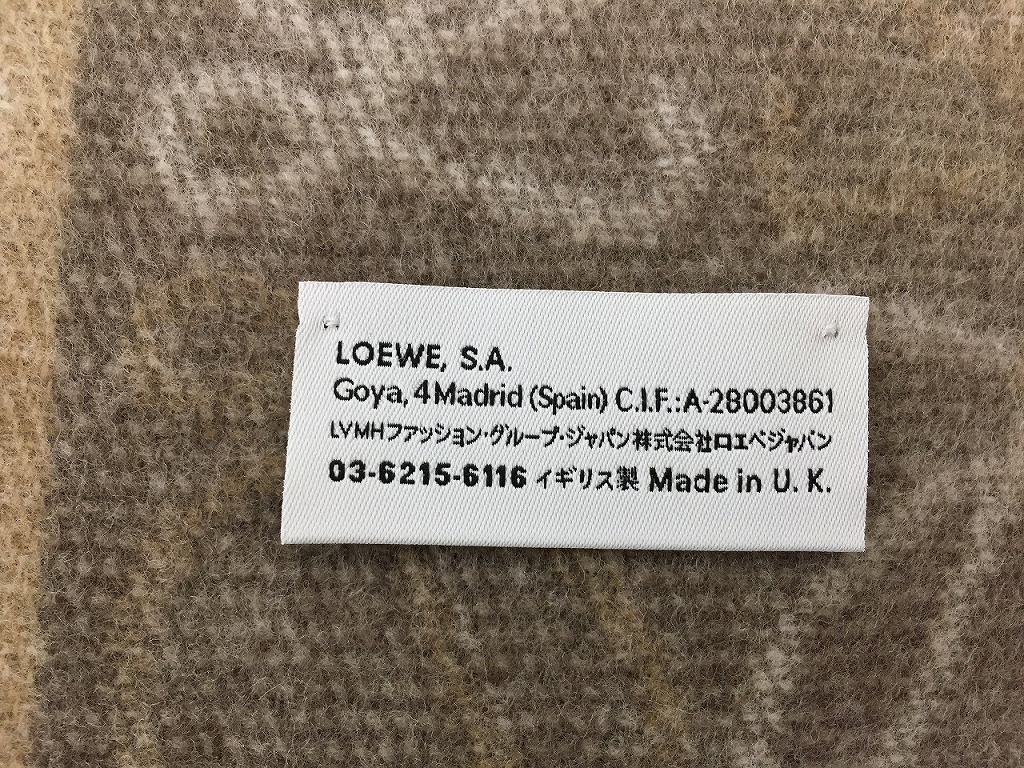 LOEWE, S.A.
Goya, 4 Madrid (Spain) C.I.F.:A-28003861
LVMHファッション・グループ・ジャパン株式会社ロエベジャパン
03-6215-6116 イギリス製 Made in U. K.